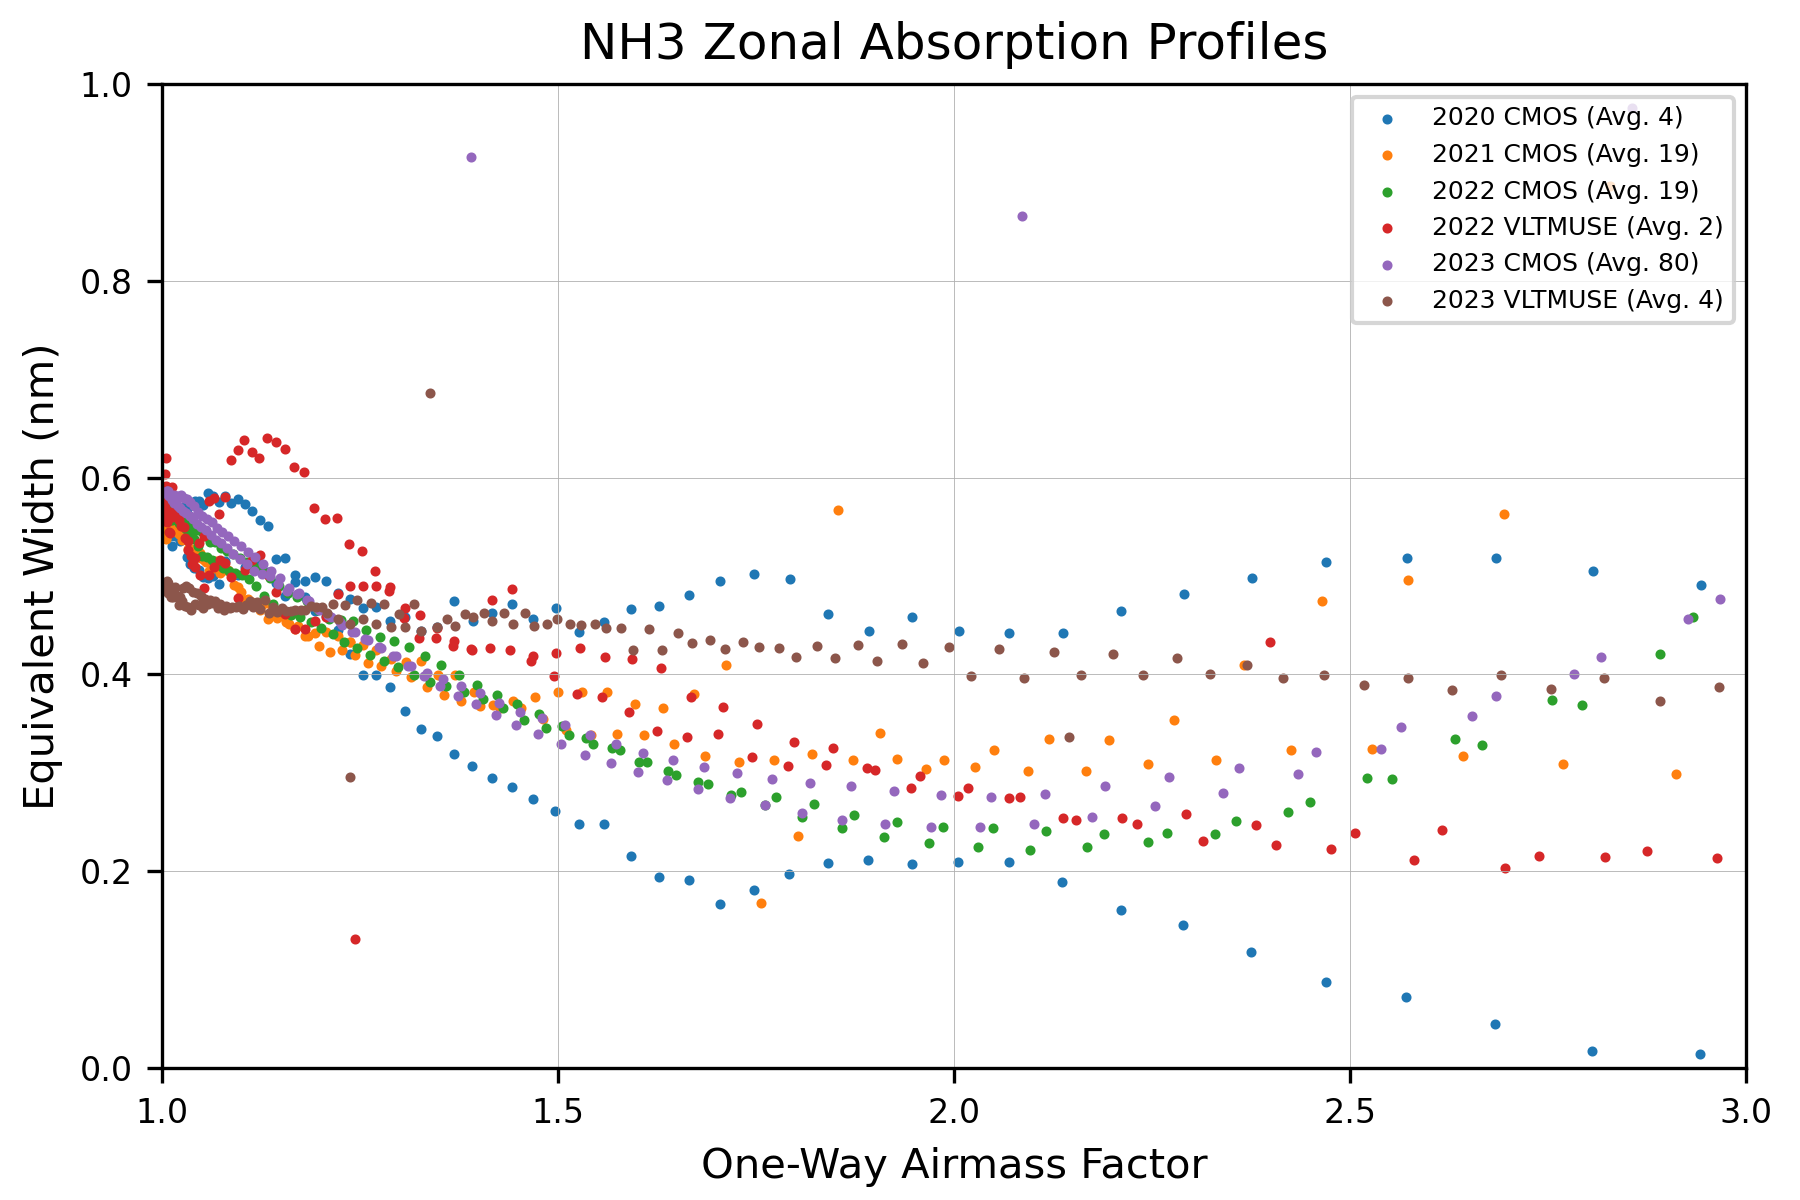 NH3 Zonal Absorption Profiles
1.0
0.8
0.6
0.4
0.2
0.0
Equivalent Width (nm)
2020 CMOS (Avg. 4)
2021 CMOS (Avg. 19)
2022 CMOS (Avg. 19)
2022 VLTMUSE (Avg. 2)
2023 CMOS (Avg. 80)
2023 VLTMUSE (Avg. 4)
1.0 1.5 2.0 2.5 3.0
One-Way Airmass Factor